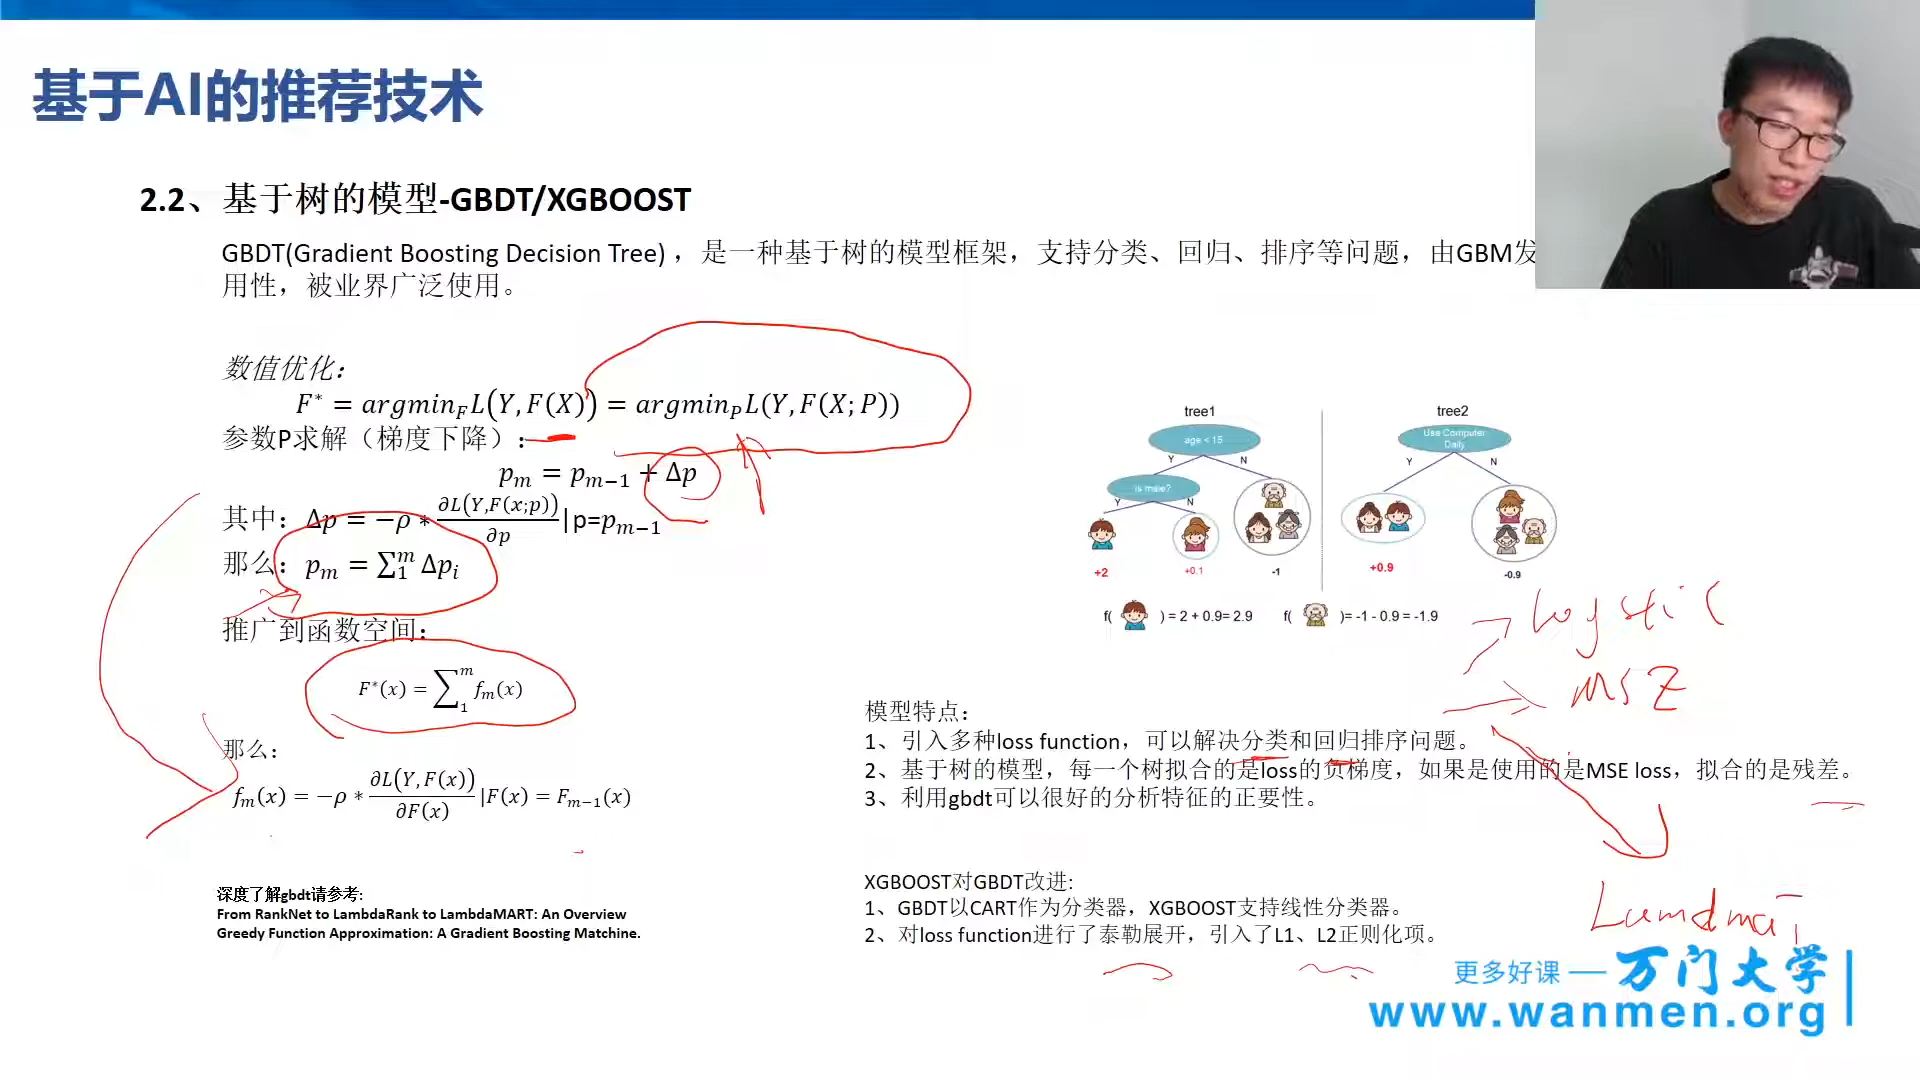 基于AI的推荐技术
2.2、基于树的模型-GBDT/XGBOOST
GBDT(Gradient Boosting Decision Tree) ，是一种基于树的模型框架，支持分类、回归、排序等问题，由GBM发
用性，被业界广泛使用。
数值优化：
F* = argmin_F L(Y, F(X)) = argmin_P L(Y, F(X; P))
参数P求解（梯度下降）：
p_m = p_{m−1} + Δp
其中：Δp = −ρ * ∂L(Y,F(x;p))/∂p |p=p_{m−1}
那么：p_m = ∑_1^m Δp_i
推广到函数空间：
F*(x) = ∑_1^m f_m(x)
那么：
f_m(x) = −ρ * ∂L(Y, F(x))/∂F(x) |F(x) = F_{m−1}(x)
深度了解gbdt请参考:
From RankNet to LambdaRank to LambdaMART: An Overview
Greedy Function Approximation: A Gradient Boosting Matchine.
tree1
age < 15
Y N
is male?
Y N
+2 +0.1 -1
tree2
Use Computer
Daily
Y N
+0.9 -0.9
f( ) = 2 + 0.9= 2.9 f( )= -1 - 0.9 = -1.9
logstic
MSZ
模型特点：
1、引入多种loss function，可以解决分类和回归排序问题。
2、基于树的模型，每一个树拟合的是loss的负梯度，如果是使用的是MSE loss，拟合的是残差。
3、利用gbdt可以很好的分析特征的正要性。
XGBOOST对GBDT改进:
1、GBDT以CART作为分类器，XGBOOST支持线性分类器。
2、对loss function进行了泰勒展开，引入了L1、L2正则化项。
更多好课 — 万门大学
www.wanmen.org